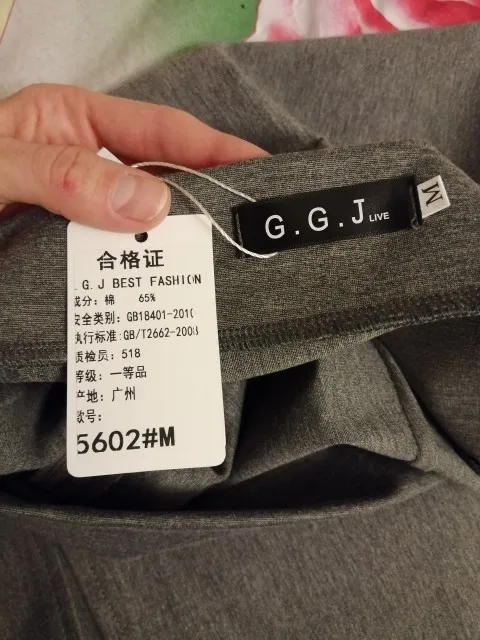 G.G.J LIVE
M
合格证
.G.J BEST FASHION
成分: 棉 65%
安全类别: GB18401-2010
执行标准:GB/T2662-2008
质检员: 518
等级: 一等品
产地: 广州
款号:
5602#M